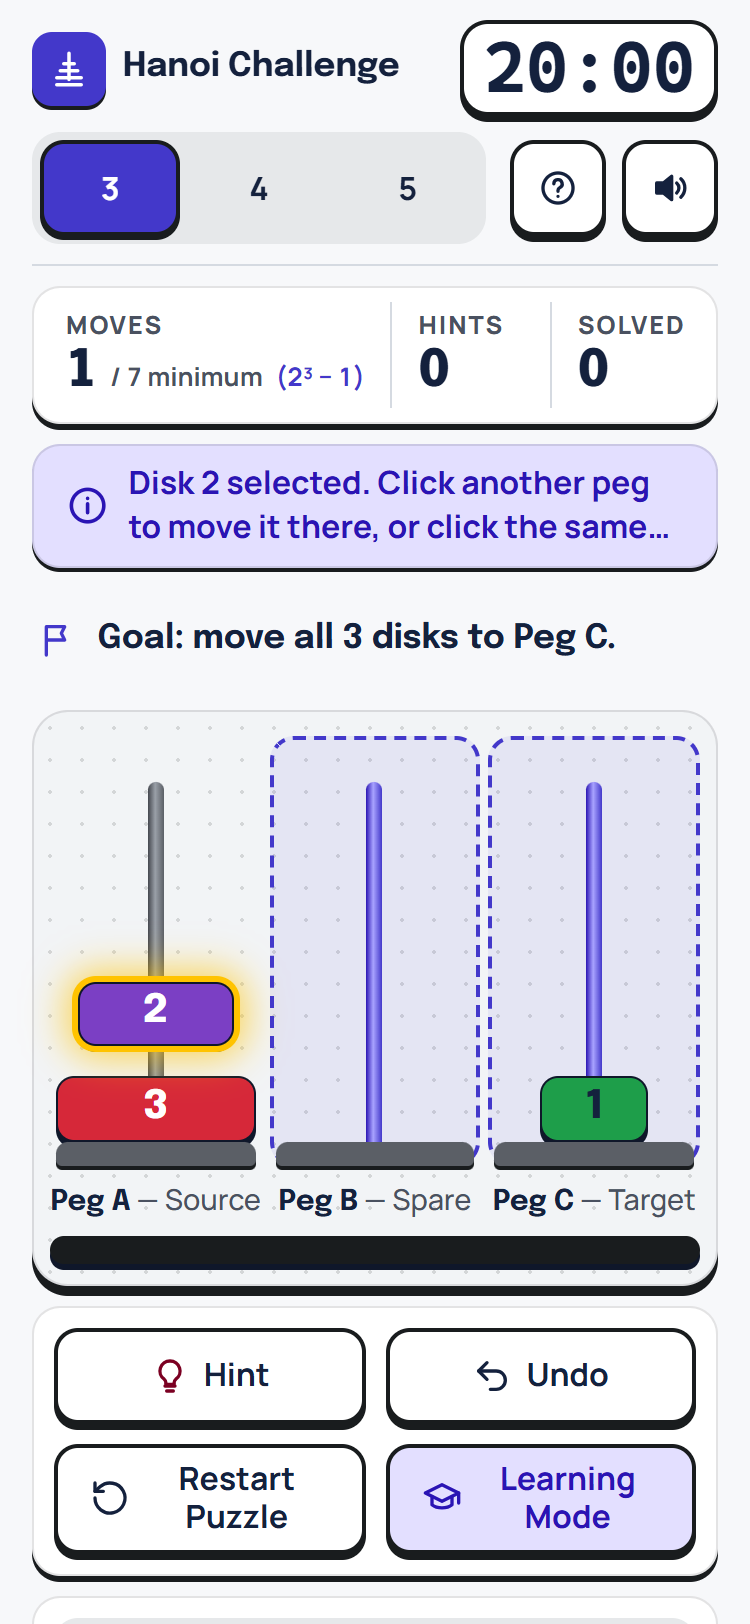 Hanoi Challenge
20:00
3 4 5
MOVES HINTS SOLVED
1 / 7 minimum (2³ – 1) 0 0
Disk 2 selected. Click another peg
to move it there, or click the same...
Goal: move all 3 disks to Peg C.
2
3 1
Peg A — Source Peg B — Spare Peg C — Target
Hint Undo
Restart
Puzzle
Learning
Mode